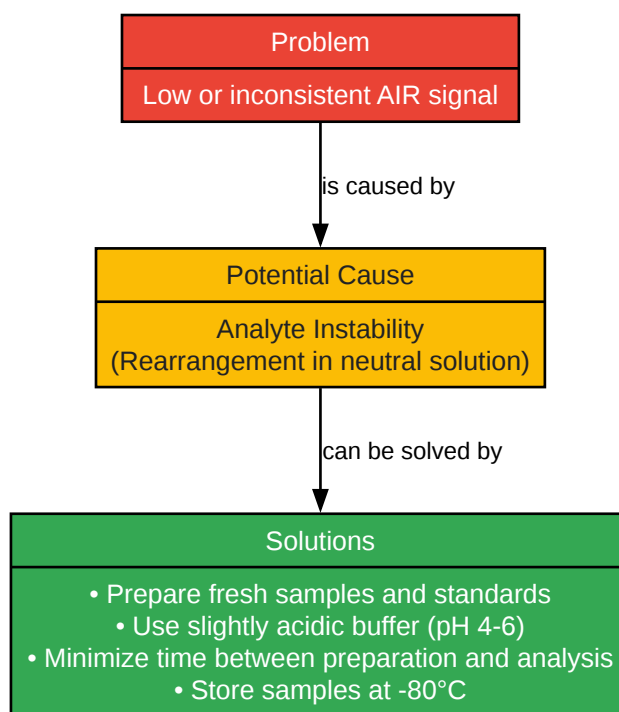 Problem
Low or inconsistent AIR signal
is caused by
Potential Cause
Analyte Instability
(Rearrangement in neutral solution)
can be solved by
Solutions
• Prepare fresh samples and standards
• Use slightly acidic buffer (pH 4-6)
• Minimize time between preparation and analysis
• Store samples at -80°C